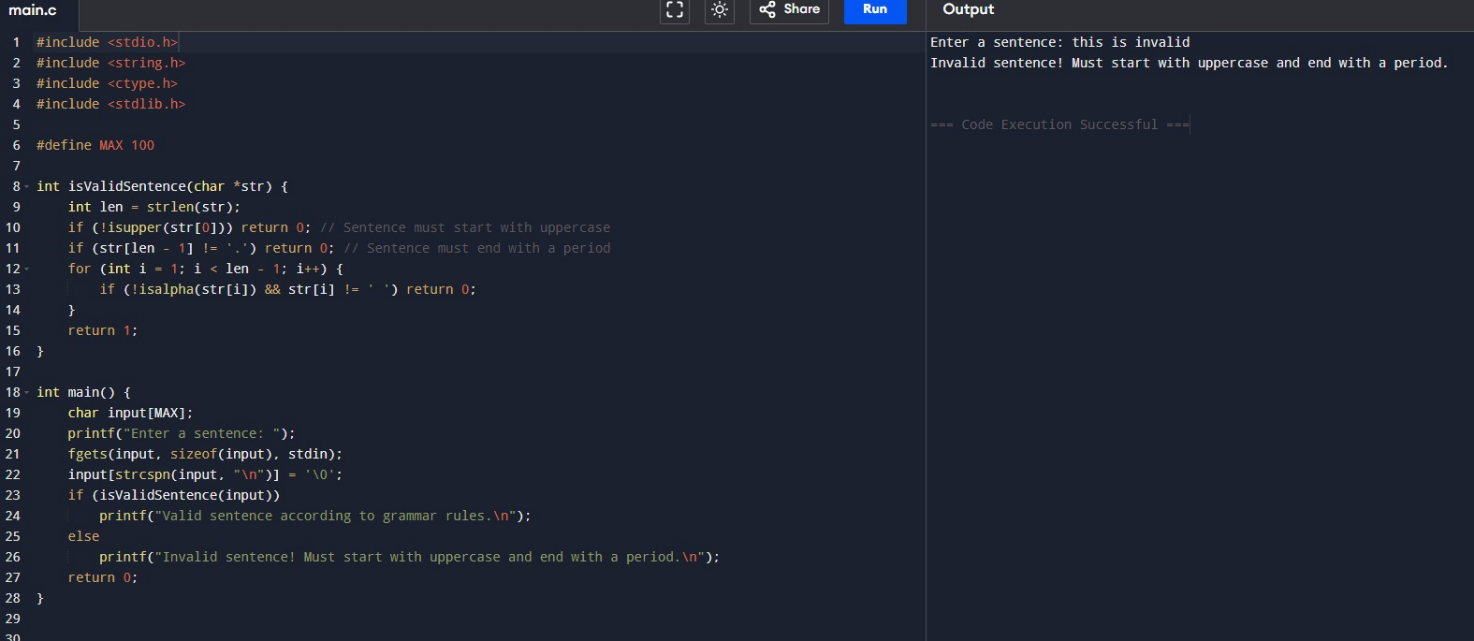 main.c
Share
Run
Output
1 #include <stdio.h>
2 #include <string.h>
3 #include <ctype.h>
4 #include <stdlib.h>
5
6 #define MAX 100
7
8 int isValidSentence(char *str) {
9     int len = strlen(str);
10     if (!isupper(str[0])) return 0; // Sentence must start with uppercase
11     if (str[len - 1] != '.') return 0; // Sentence must end with a period
12     for (int i = 1; i < len - 1; i++) {
13         if (!isalpha(str[i]) && str[i] != ' ') return 0;
14     }
15     return 1;
16 }
17
18 int main() {
19     char input[MAX];
20     printf("Enter a sentence: ");
21     fgets(input, sizeof(input), stdin);
22     input[strcspn(input, "\n")] = '\0';
23     if (isValidSentence(input))
24         printf("Valid sentence according to grammar rules.\n");
25     else
26         printf("Invalid sentence! Must start with uppercase and end with a period.\n");
27     return 0;
28 }
29
30
Enter a sentence: this is invalid
Invalid sentence! Must start with uppercase and end with a period.
=== Code Execution Successful ===